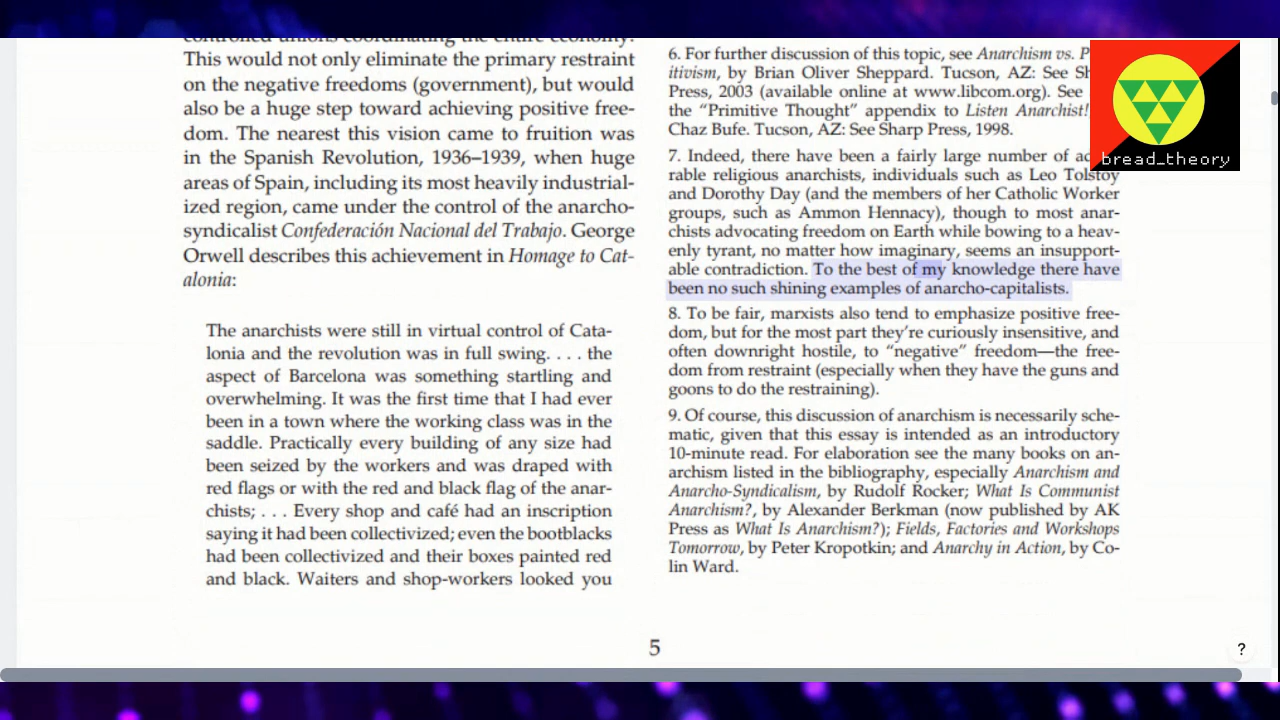 controlled unions coordinating the entire economy.
This would not only eliminate the primary restraint
on the negative freedoms (government), but would
also be a huge step toward achieving positive free-
dom. The nearest this vision came to fruition was
in the Spanish Revolution, 1936–1939, when huge
areas of Spain, including its most heavily industrial-
ized region, came under the control of the anarcho-
syndicalist Confederación Nacional del Trabajo. George
Orwell describes this achievement in Homage to Cat-
alonia:
The anarchists were still in virtual control of Cata-
lonia and the revolution was in full swing. . . . the
aspect of Barcelona was something startling and
overwhelming. It was the first time that I had ever
been in a town where the working class was in the
saddle. Practically every building of any size had
been seized by the workers and was draped with
red flags or with the red and black flag of the anar-
chists; . . . Every shop and café had an inscription
saying it had been collectivized; even the bootblacks
had been collectivized and their boxes painted red
and black. Waiters and shop-workers looked you
6. For further discussion of this topic, see Anarchism vs.
itivism, by Brian Oliver Sheppard. Tucson, AZ: See
Press, 2003 (available online at www.libcom.org). See
the “Primitive Thought” appendix to Listen Anarchist!
Chaz Bufe. Tucson, AZ: See Sharp Press, 1998.
7. Indeed, there have been a fairly large number of
rable religious anarchists, individuals such as Leo Tolstoy
and Dorothy Day (and the members of her Catholic Worker
groups, such as Ammon Hennacy), though to most anar-
chists advocating freedom on Earth while bowing to a heav-
enly tyrant, no matter how imaginary, seems an insupport-
able contradiction. To the best of my knowledge there have
been no such shining examples of anarcho-capitalists.
8. To be fair, marxists also tend to emphasize positive free-
dom, but for the most part they’re curiously insensitive, and
often downright hostile, to “negative” freedom—the free-
dom from restraint (especially when they have the guns and
goons to do the restraining).
9. Of course, this discussion of anarchism is necessarily sche-
matic, given that this essay is intended as an introductory
10-minute read. For elaboration see the many books on an-
archism listed in the bibliography, especially Anarchism and
Anarcho-Syndicalism, by Rudolf Rocker; What Is Communist
Anarchism?, by Alexander Berkman (now published by AK
Press as What Is Anarchism?); Fields, Factories and Workshops
Tomorrow, by Peter Kropotkin; and Anarchy in Action, by Co-
lin Ward.
bread_theory
5
?